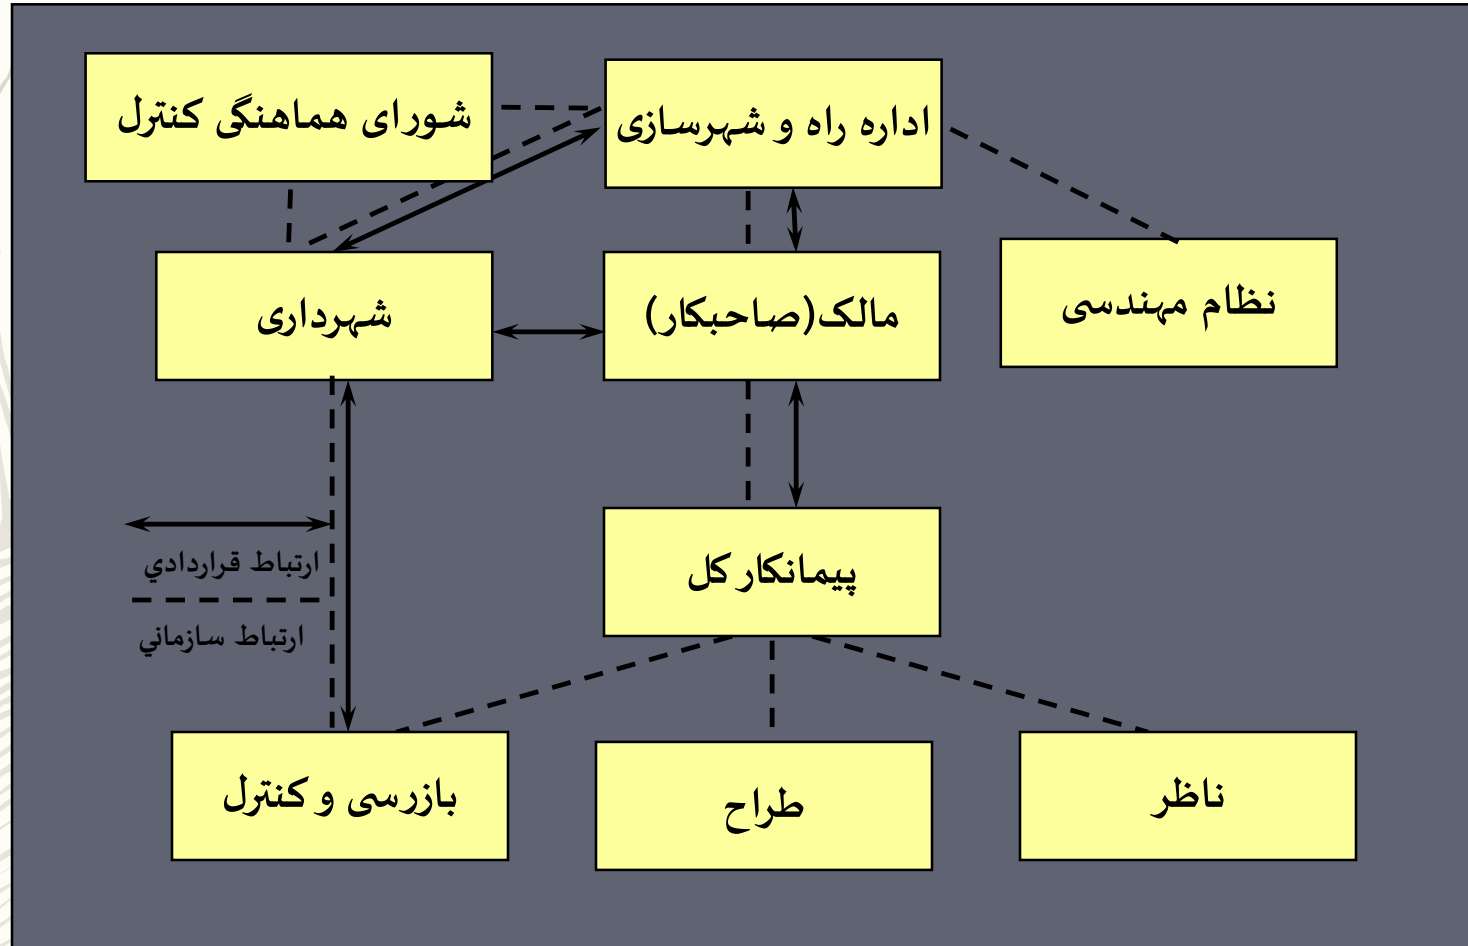 اداره راه و شهرسازی
شورای هماهنگی کنترل
نظام مهندسی
مالک(صاحبکار)
شهرداری
پیمانکار کل
ارتباط قراردادي
ارتباط سازماني
ناظر
طراح
بازرسی و کنترل